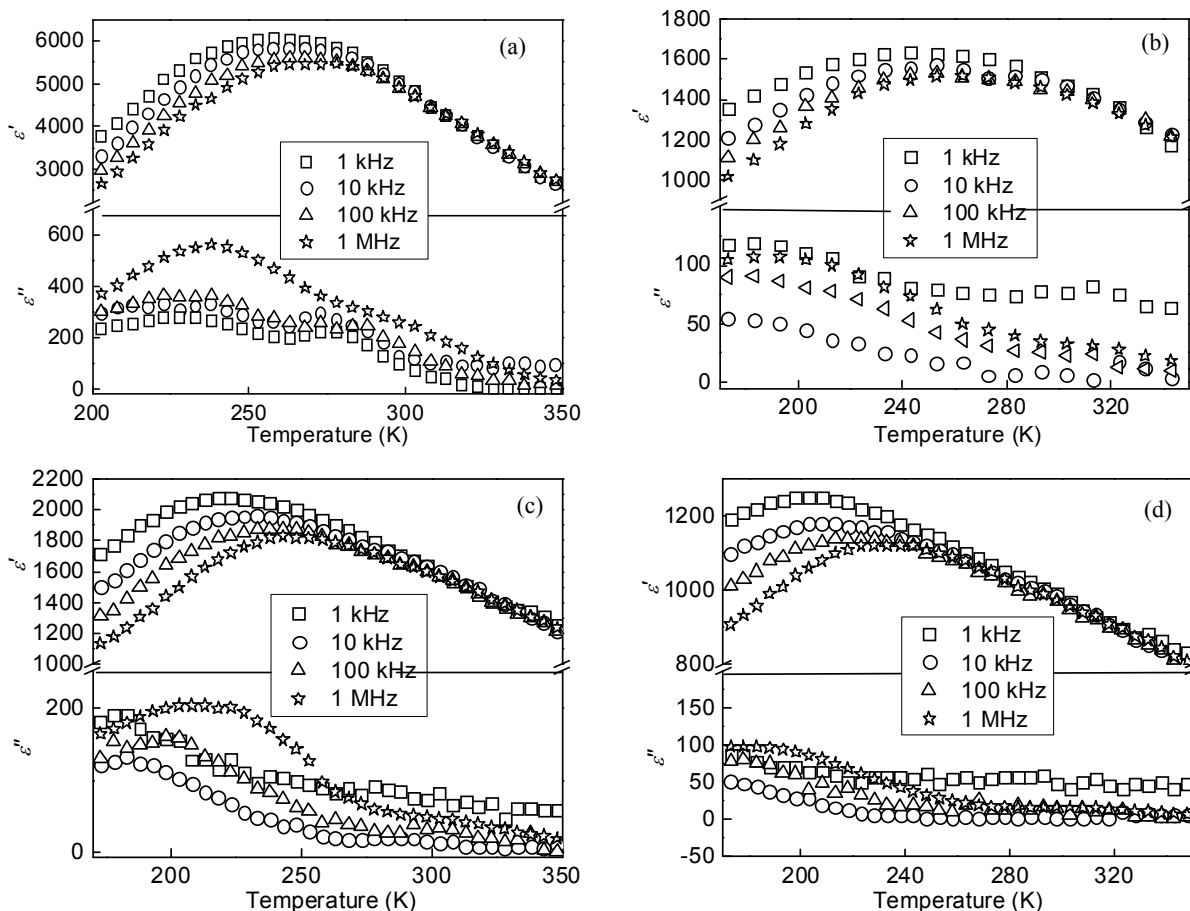 (a)
6000
5000
4000
3000
600
400
200
0
ε'
ε''
1 kHz
10 kHz
100 kHz
1 MHz
200 250 300 350
Temperature (K)
(b)
1800
1600
1400
1200
1000
100
50
0
ε'
ε''
1 kHz
10 kHz
100 kHz
1 MHz
200 240 280 320
Temperature (K)
(c)
2200
2000
1800
1600
1400
1200
1000
200
0
ε'
ε''
1 kHz
10 kHz
100 kHz
1 MHz
200 250 300 350
Temperature (K)
(d)
1200
1000
800
150
100
50
0
-50
ε'
ε''
1 kHz
10 kHz
100 kHz
1 MHz
200 240 280 320
Temperature (K)